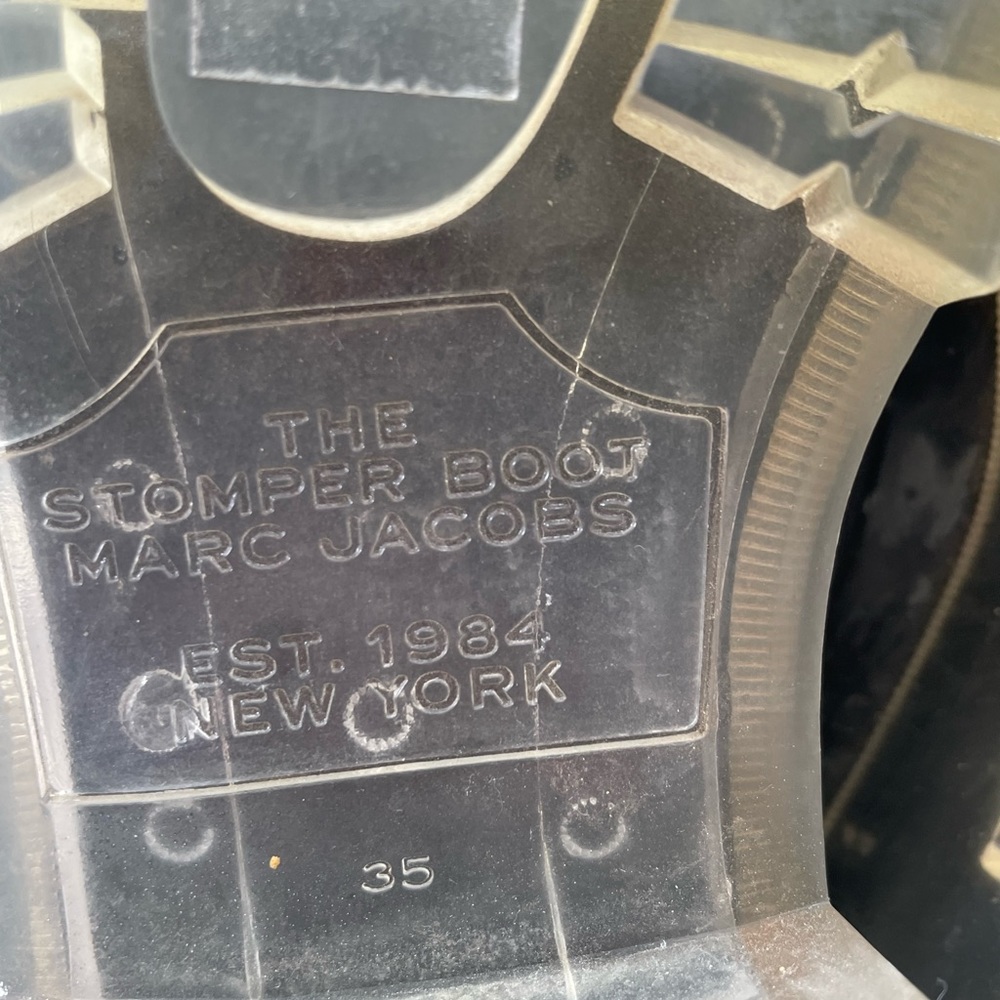 THE
STOMPER BOOT
MARC JACOBS
EST. 1984
NEW YORK
35